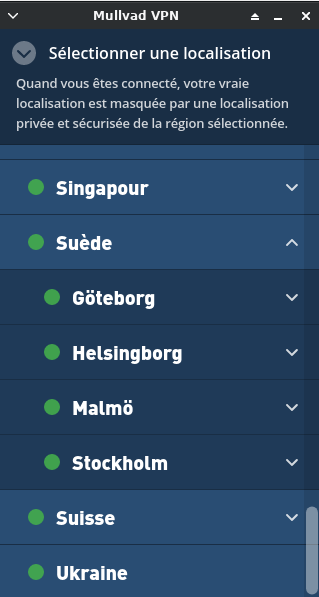 Mullvad VPN
Sélectionner une localisation
Quand vous êtes connecté, votre vraie
localisation est masquée par une localisation
privée et sécurisée de la région sélectionnée.
Singapour
Suède
Göteborg
Helsingborg
Malmö
Stockholm
Suisse
Ukraine